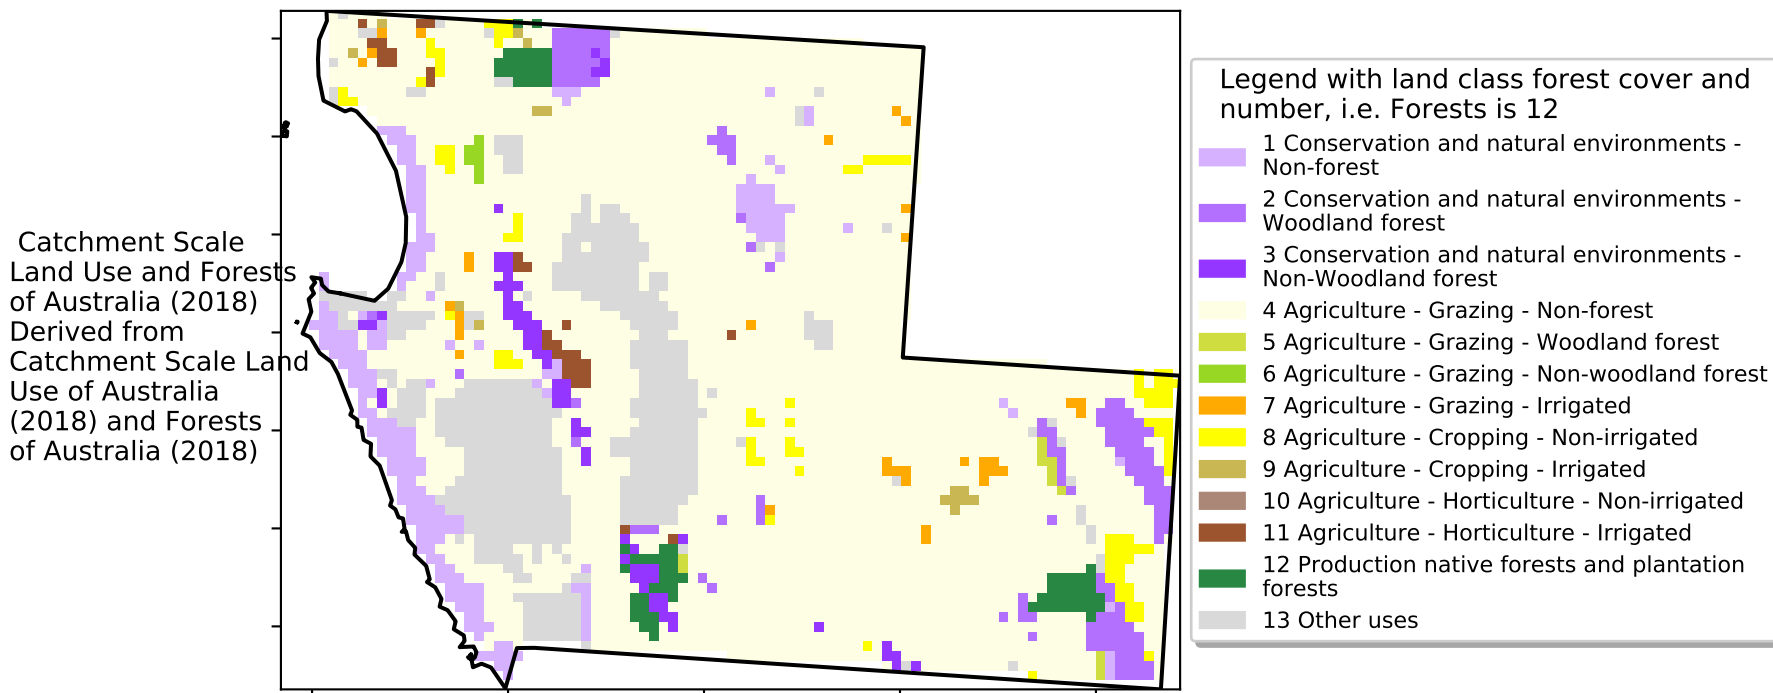 Catchment Scale
Land Use and Forests
of Australia (2018)
Derived from
Catchment Scale Land
Use of Australia
(2018) and Forests
of Australia (2018)
Legend with land class forest cover and
number, i.e. Forests is 12
1 Conservation and natural environments -
Non-forest
2 Conservation and natural environments -
Woodland forest
3 Conservation and natural environments -
Non-Woodland forest
4 Agriculture - Grazing - Non-forest
5 Agriculture - Grazing - Woodland forest
6 Agriculture - Grazing - Non-woodland forest
7 Agriculture - Grazing - Irrigated
8 Agriculture - Cropping - Non-irrigated
9 Agriculture - Cropping - Irrigated
10 Agriculture - Horticulture - Non-irrigated
11 Agriculture - Horticulture - Irrigated
12 Production native forests and plantation
forests
13 Other uses